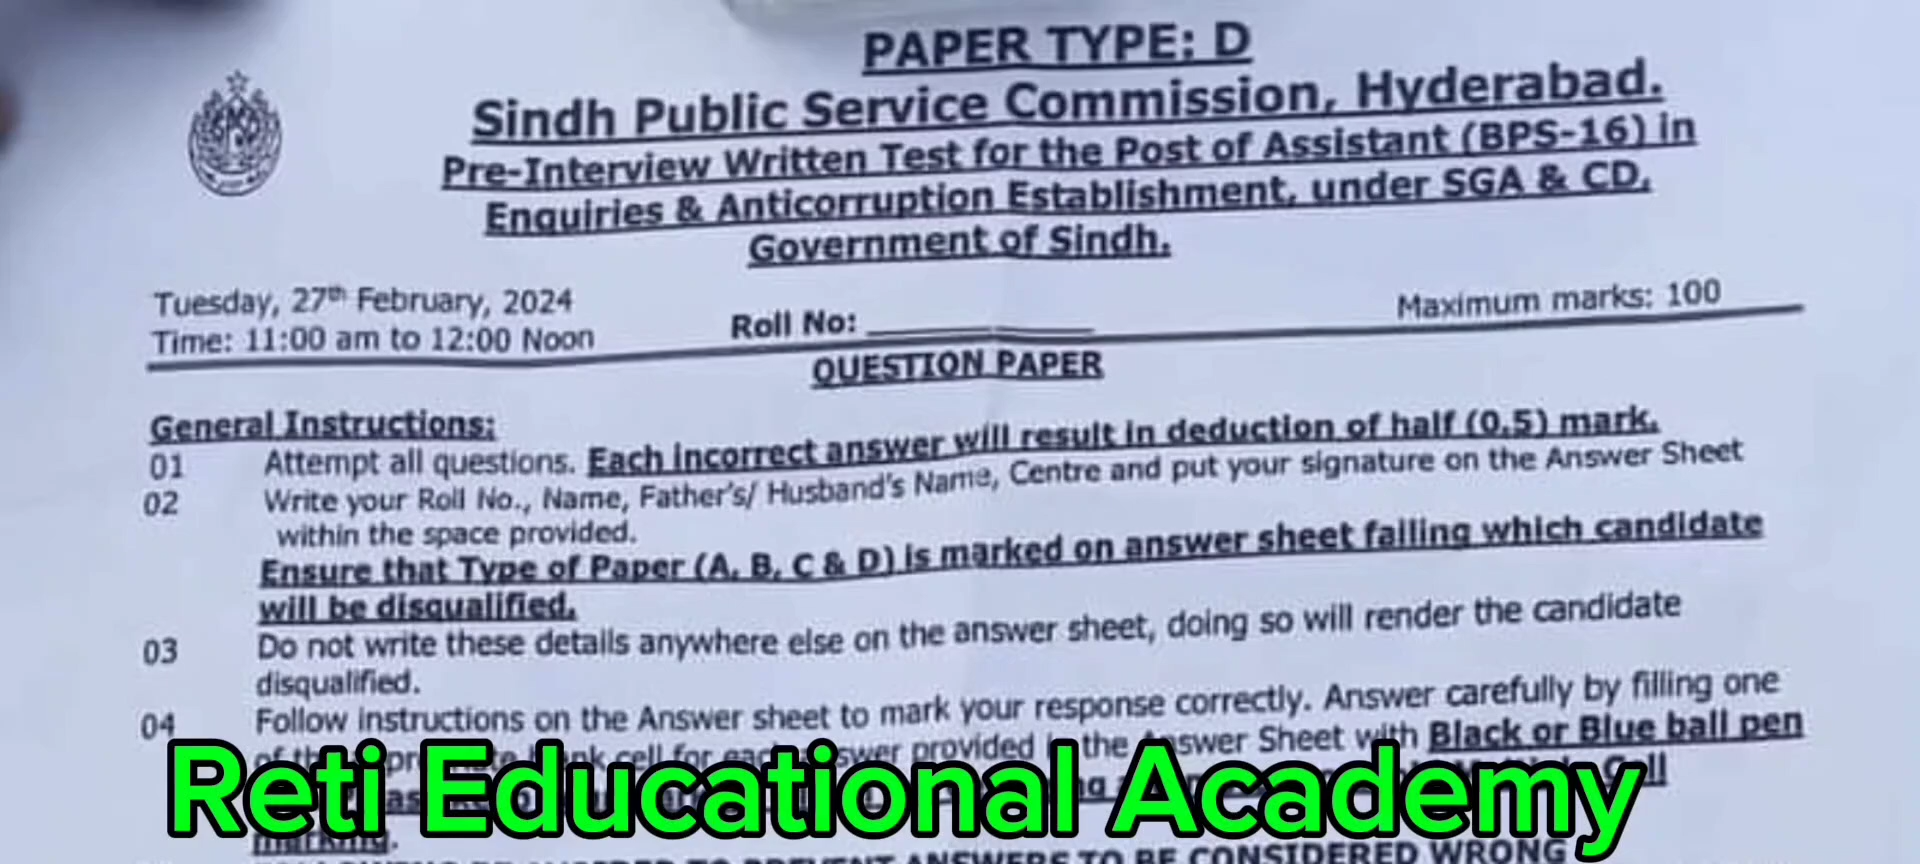 PAPER TYPE: D
Sindh Public Service Commission, Hyderabad.
Pre-Interview Written Test for the Post of Assistant (BPS-16) in
Enquiries & Anticorruption Establishment, under SGA & CD,
Government of Sindh.
Tuesday, 27th February, 2024
Time: 11:00 am to 12:00 Noon
Roll No:
Maximum marks: 100
QUESTION PAPER
General Instructions:
01 Attempt all questions. Each incorrect answer will result in deduction of half (0.5) mark.
02 Write your Roll No., Name, Father's/ Husband's Name, Centre and put your signature on the Answer Sheet
within the space provided.
Ensure that Type of Paper (A, B, C & D) is marked on answer sheet failing which candidate
will be disqualified.
03 Do not write these details anywhere else on the answer sheet, doing so will render the candidate
disqualified.
04 Follow instructions on the Answer sheet to mark your response correctly. Answer carefully by filling one
cell for provided the Answer Sheet with Black or Blue ball pen
Reti Educational Academy
marking.
TO PREVENT ANSWERS TO BE CONSIDERED WRONG